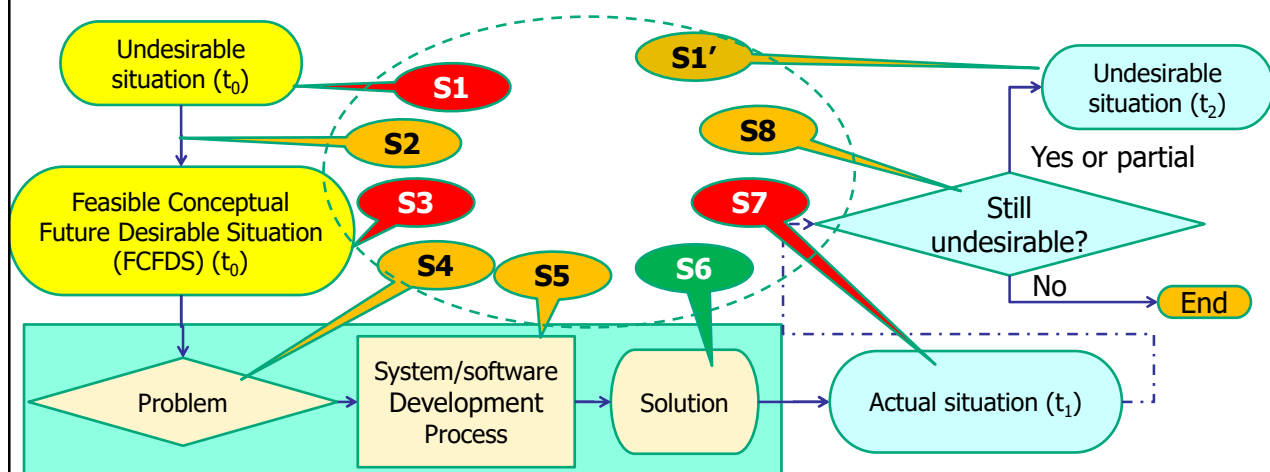 Undesirable
situation (t₀)
S1
S2
Feasible Conceptual
Future Desirable Situation
(FCFDS) (t₀)
S3
S4
S5
S6
Problem
System/software
Development
Process
Solution
S7
Actual situation (t₁)
S1’
S8
Undesirable
situation (t₂)
Yes or partial
Still
undesirable?
No
End